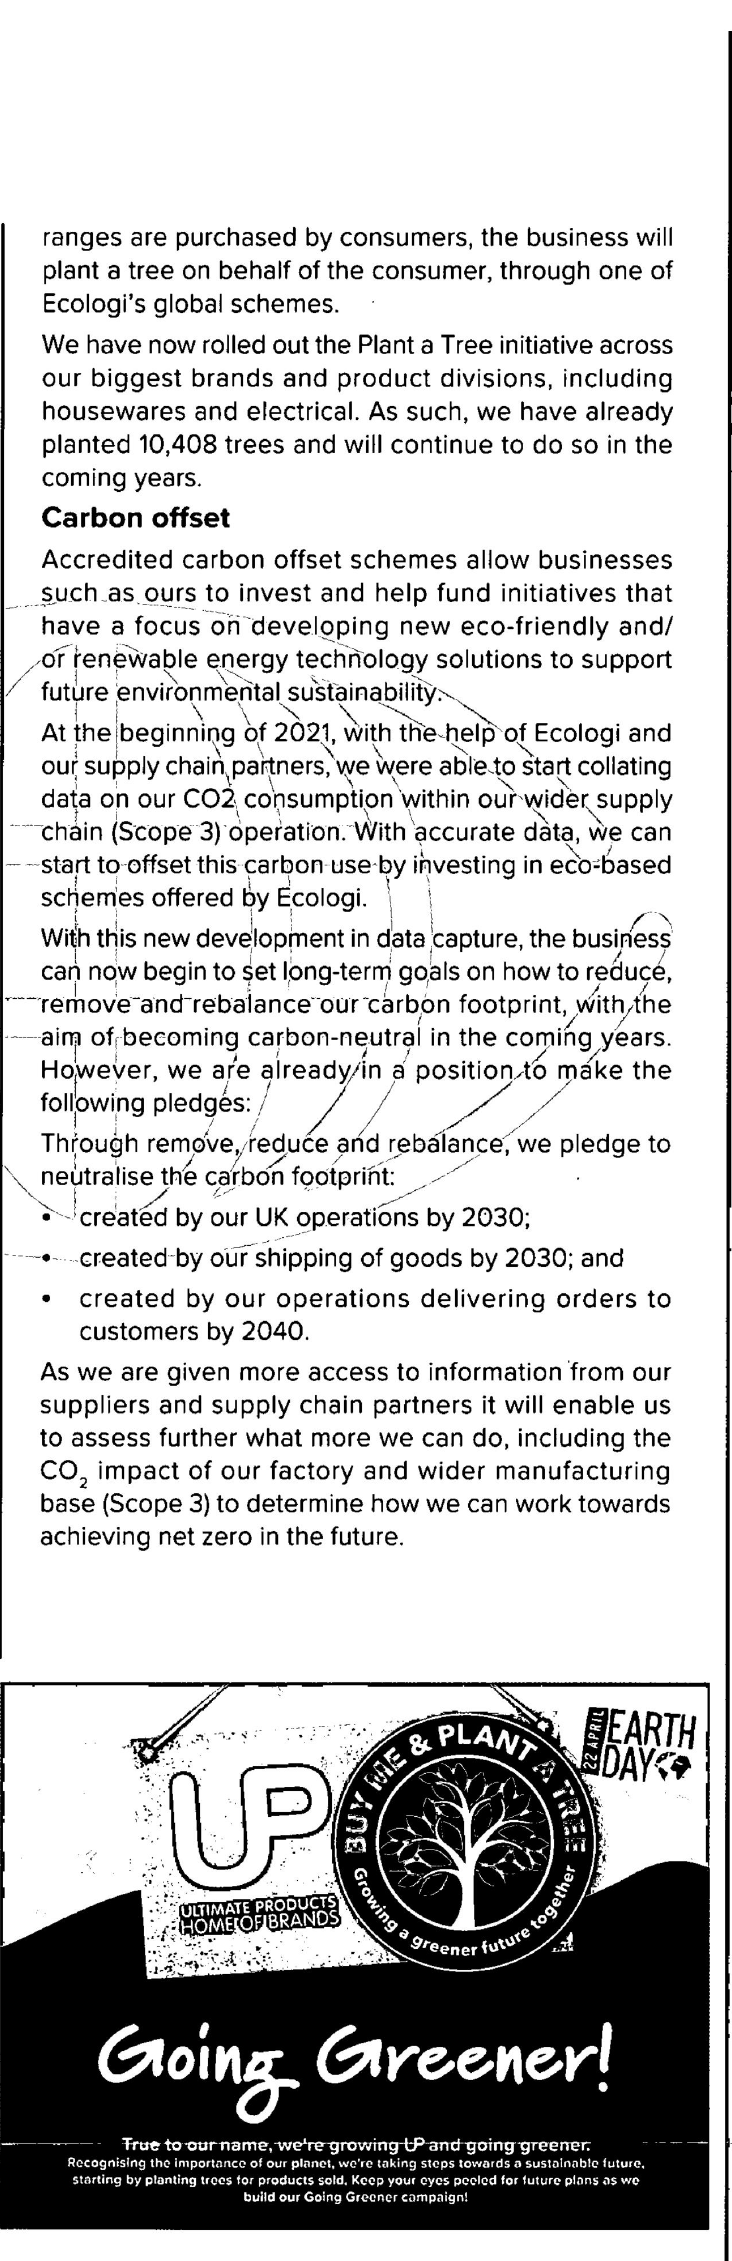 ranges are purchased by consumers, the business will
plant a tree on behalf of the consumer, through one of
Ecologi's global schemes.
We have now rolled out the Plant a Tree initiative across
our biggest brands and product divisions, including
housewares and electrical. As such, we have already
planted 10,408 trees and will continue to do so in the
coming years.
Carbon offset
Accredited carbon offset schemes allow businesses
such as ours to invest and help fund initiatives that
have a focus on developing new eco-friendly and/
or renewable energy technology solutions to support
future environmental sustainability.
At the beginning of 2021, with the help of Ecologi and
our supply chain partners, we were able to start collating
data on our CO2 consumption within our wider supply
chain (Scope 3) operation. With accurate data, we can
start to offset this carbon use by investing in eco-based
schemes offered by Ecologi.
With this new development in data capture, the business
can now begin to set long-term goals on how to reduce,
remove and rebalance our carbon footprint, with the
aim of becoming carbon-neutral in the coming years.
However, we are already in a position to make the
following pledges:
Through remove, reduce and rebalance, we pledge to
neutralise the carbon footprint:
• created by our UK operations by 2030;
• created by our shipping of goods by 2030; and
• created by our operations delivering orders to
customers by 2040.
As we are given more access to information from our
suppliers and supply chain partners it will enable us
to assess further what more we can do, including the
CO₂ impact of our factory and wider manufacturing
base (Scope 3) to determine how we can work towards
achieving net zero in the future.
UP
ULTIMATE PRODUCTS
HOME OF BRANDS
BUY ME & PLANT A TREE
Growing a greener future together
22 APRIL
EARTH
DAY
Going Greener!
True to our name, we're growing UP and going greener.
Recognising the importance of our planet, we're taking steps towards a sustainable future,
starting by planting trees for products sold. Keep your eyes peeled for future plans as we
build our Going Greener campaign!